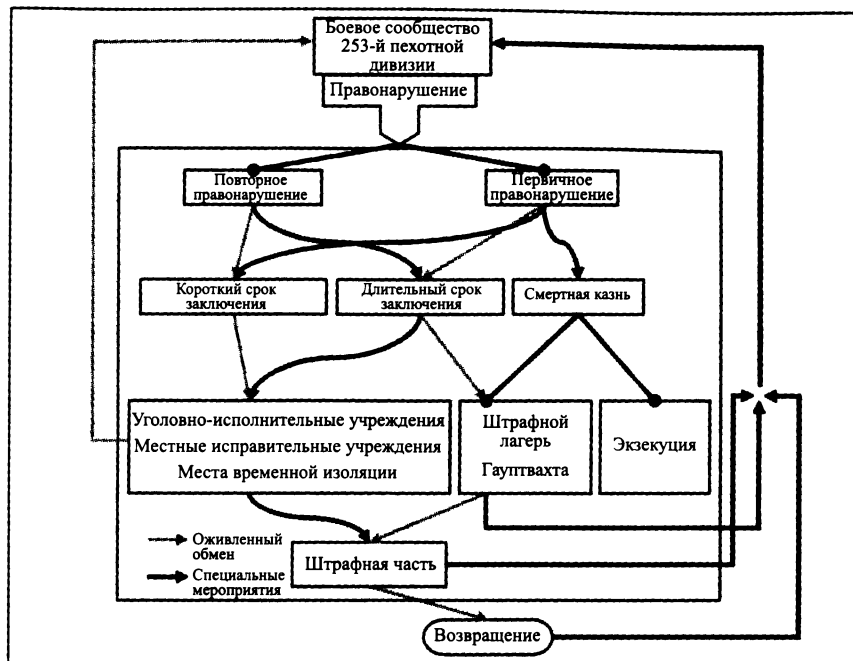 Боевое сообщество
253-й пехотной
дивизии
Правонарушение
Повторное
правонарушение
Первичное
правонарушение
Короткий срок
заключения
Длительный срок
заключения
Смертная казнь
Уголовно-исполнительные учреждения
Местные исправительные учреждения
Места временной изоляции
Штрафной
лагерь
Гауптвахта
Экзекуция
Оживленный
обмен
Специальные
мероприятия
Штрафная часть
Возвращение